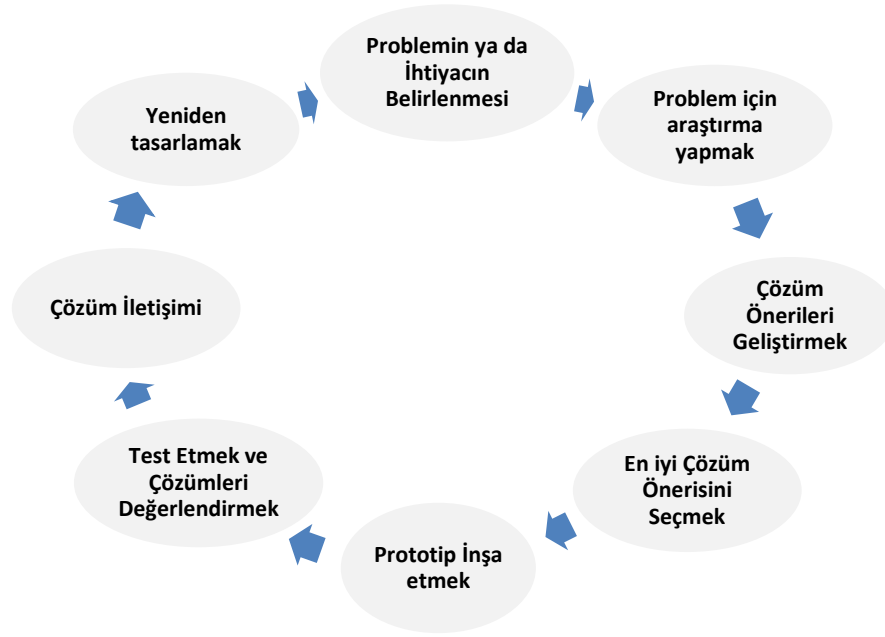 Problemin ya da
İhtiyacın
Belirlenmesi
Problem için
araştırma
yapmak
Çözüm
Önerileri
Geliştirmek
En iyi Çözüm
Önerisini
Seçmek
Prototip İnşa
etmek
Test Etmek ve
Çözümleri
Değerlendirmek
Çözüm İletişimi
Yeniden
tasarlamak